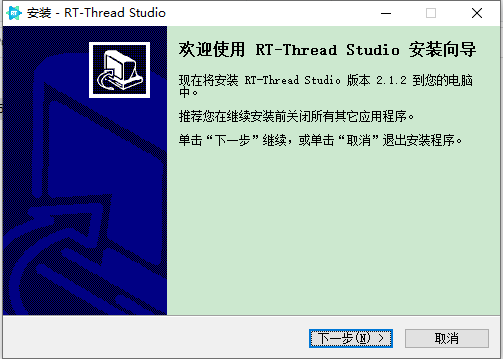 安装 - RT-Thread Studio
欢迎使用 RT-Thread Studio 安装向导
现在将安装 RT-Thread Studio 版本 2.1.2 到您的电脑
中。
推荐您在继续安装前关闭所有其它应用程序。
单击“下一步”继续，或单击“取消”退出安装程序。
下一步(N) >
取消